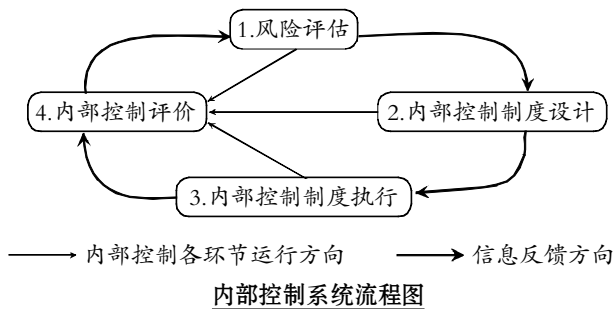 1.风险评估
4.内部控制评价
2.内部控制制度设计
3.内部控制制度执行
内部控制各环节运行方向
信息反馈方向
内部控制系统流程图